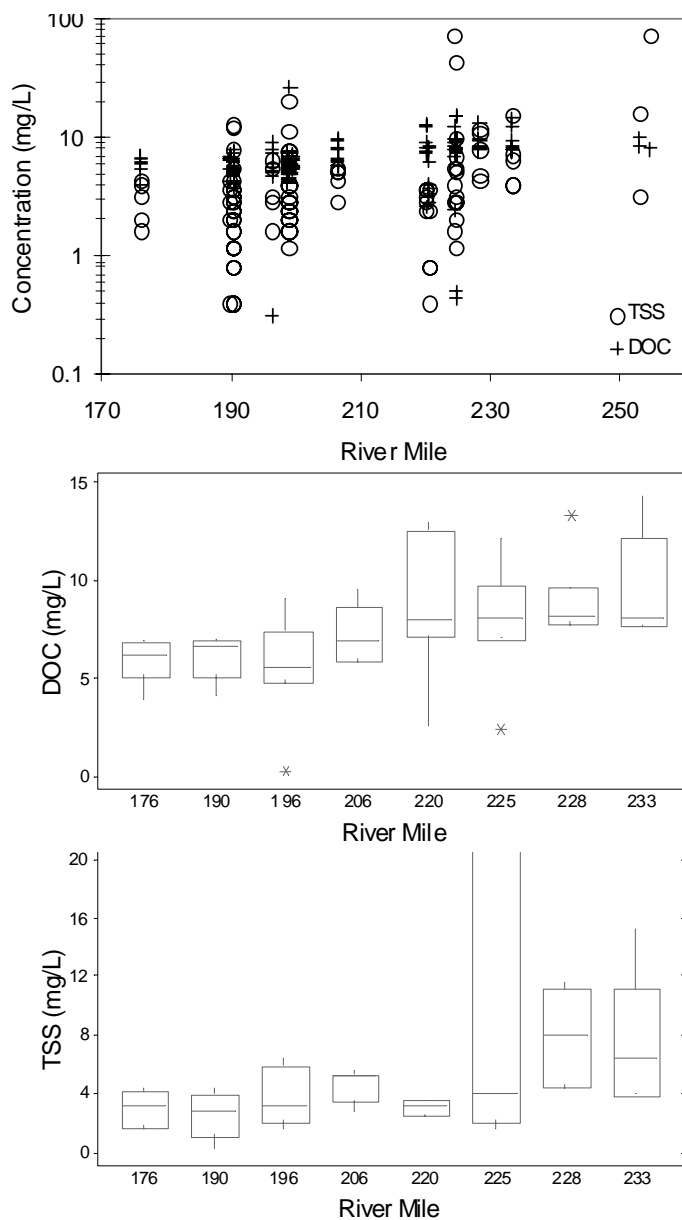 100
10
1
0.1
Concentration (mg/L)
TSS
DOC
170 190 210 230 250
River Mile
15
10
5
0
DOC (mg/L)
176 190 196 206 220 225 228 233
River Mile
20
16
12
8
4
0
TSS (mg/L)
176 190 196 206 220 225 228 233
River Mile